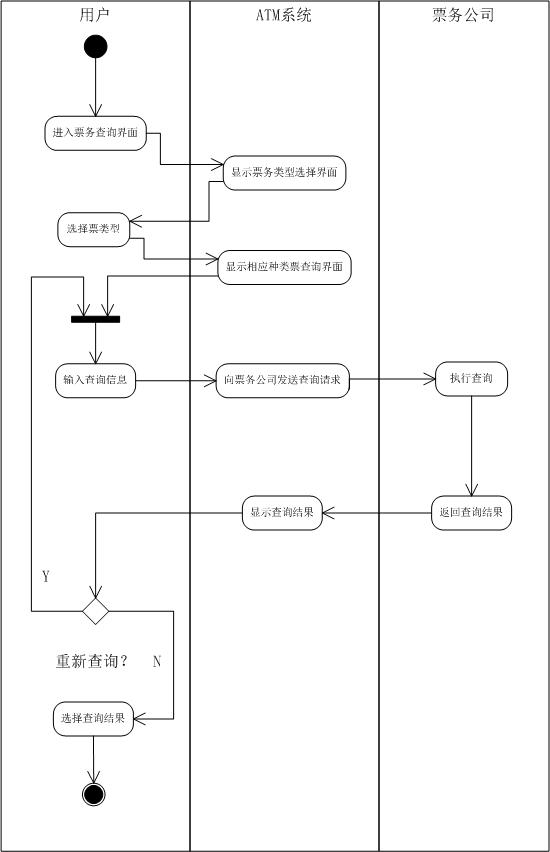 用户
ATM系统
票务公司
进入票务查询界面
显示票务类型选择界面
选择票类型
显示相应种类票查询界面
输入查询信息
向票务公司发送查询请求
执行查询
显示查询结果
返回查询结果
Y
重新查询?
N
选择查询结果